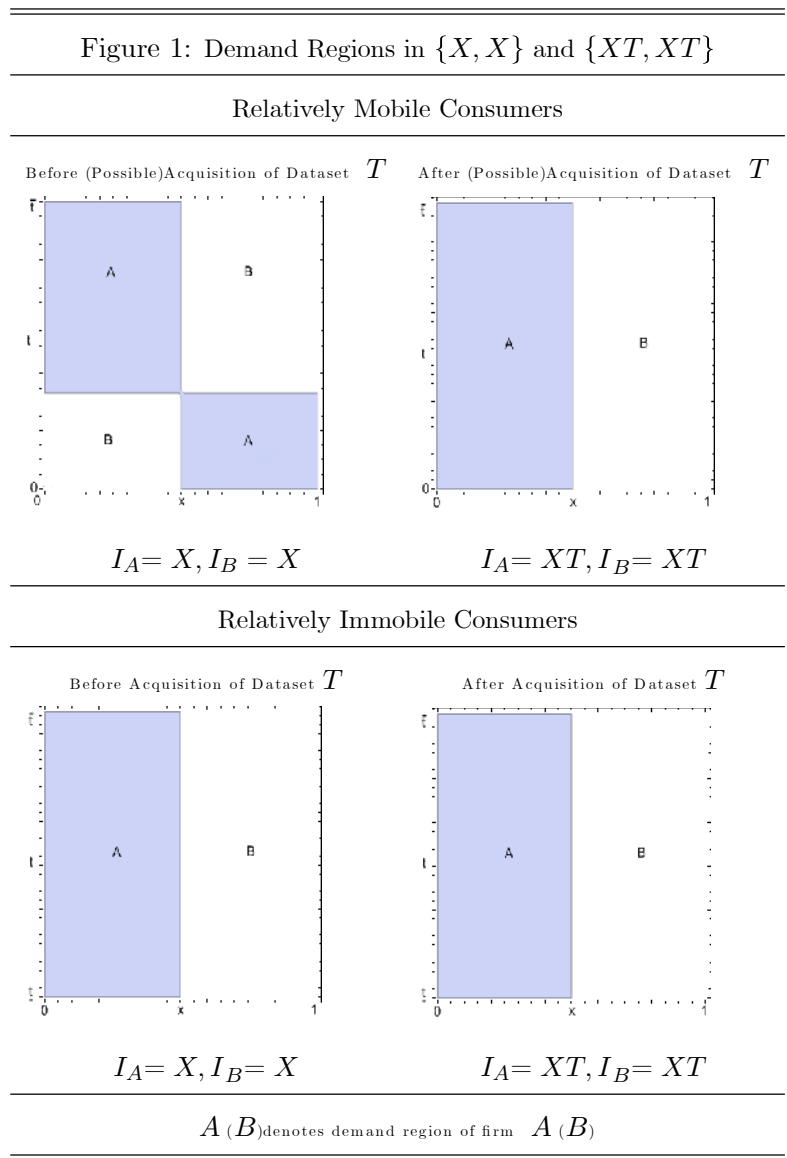 Figure 1: Demand Regions in {X, X} and {XT, XT}
Relatively Mobile Consumers
Before (Possible)Acquisition of Dataset T
After (Possible)Acquisition of Dataset T
t̄
A
B
t
B
A
0
0
x
1
t̄
A
B
t
0
0
x
1
I_A= X, I_B = X
I_A= XT, I_B= XT
Relatively Immobile Consumers
Before Acquisition of Dataset T
After Acquisition of Dataset T
t̄
A
B
t
t
0
x
1
t̄
A
B
t
t
0
x
1
I_A= X, I_B= X
I_A= XT, I_B= XT
A (B)denotes demand region of firm A (B)